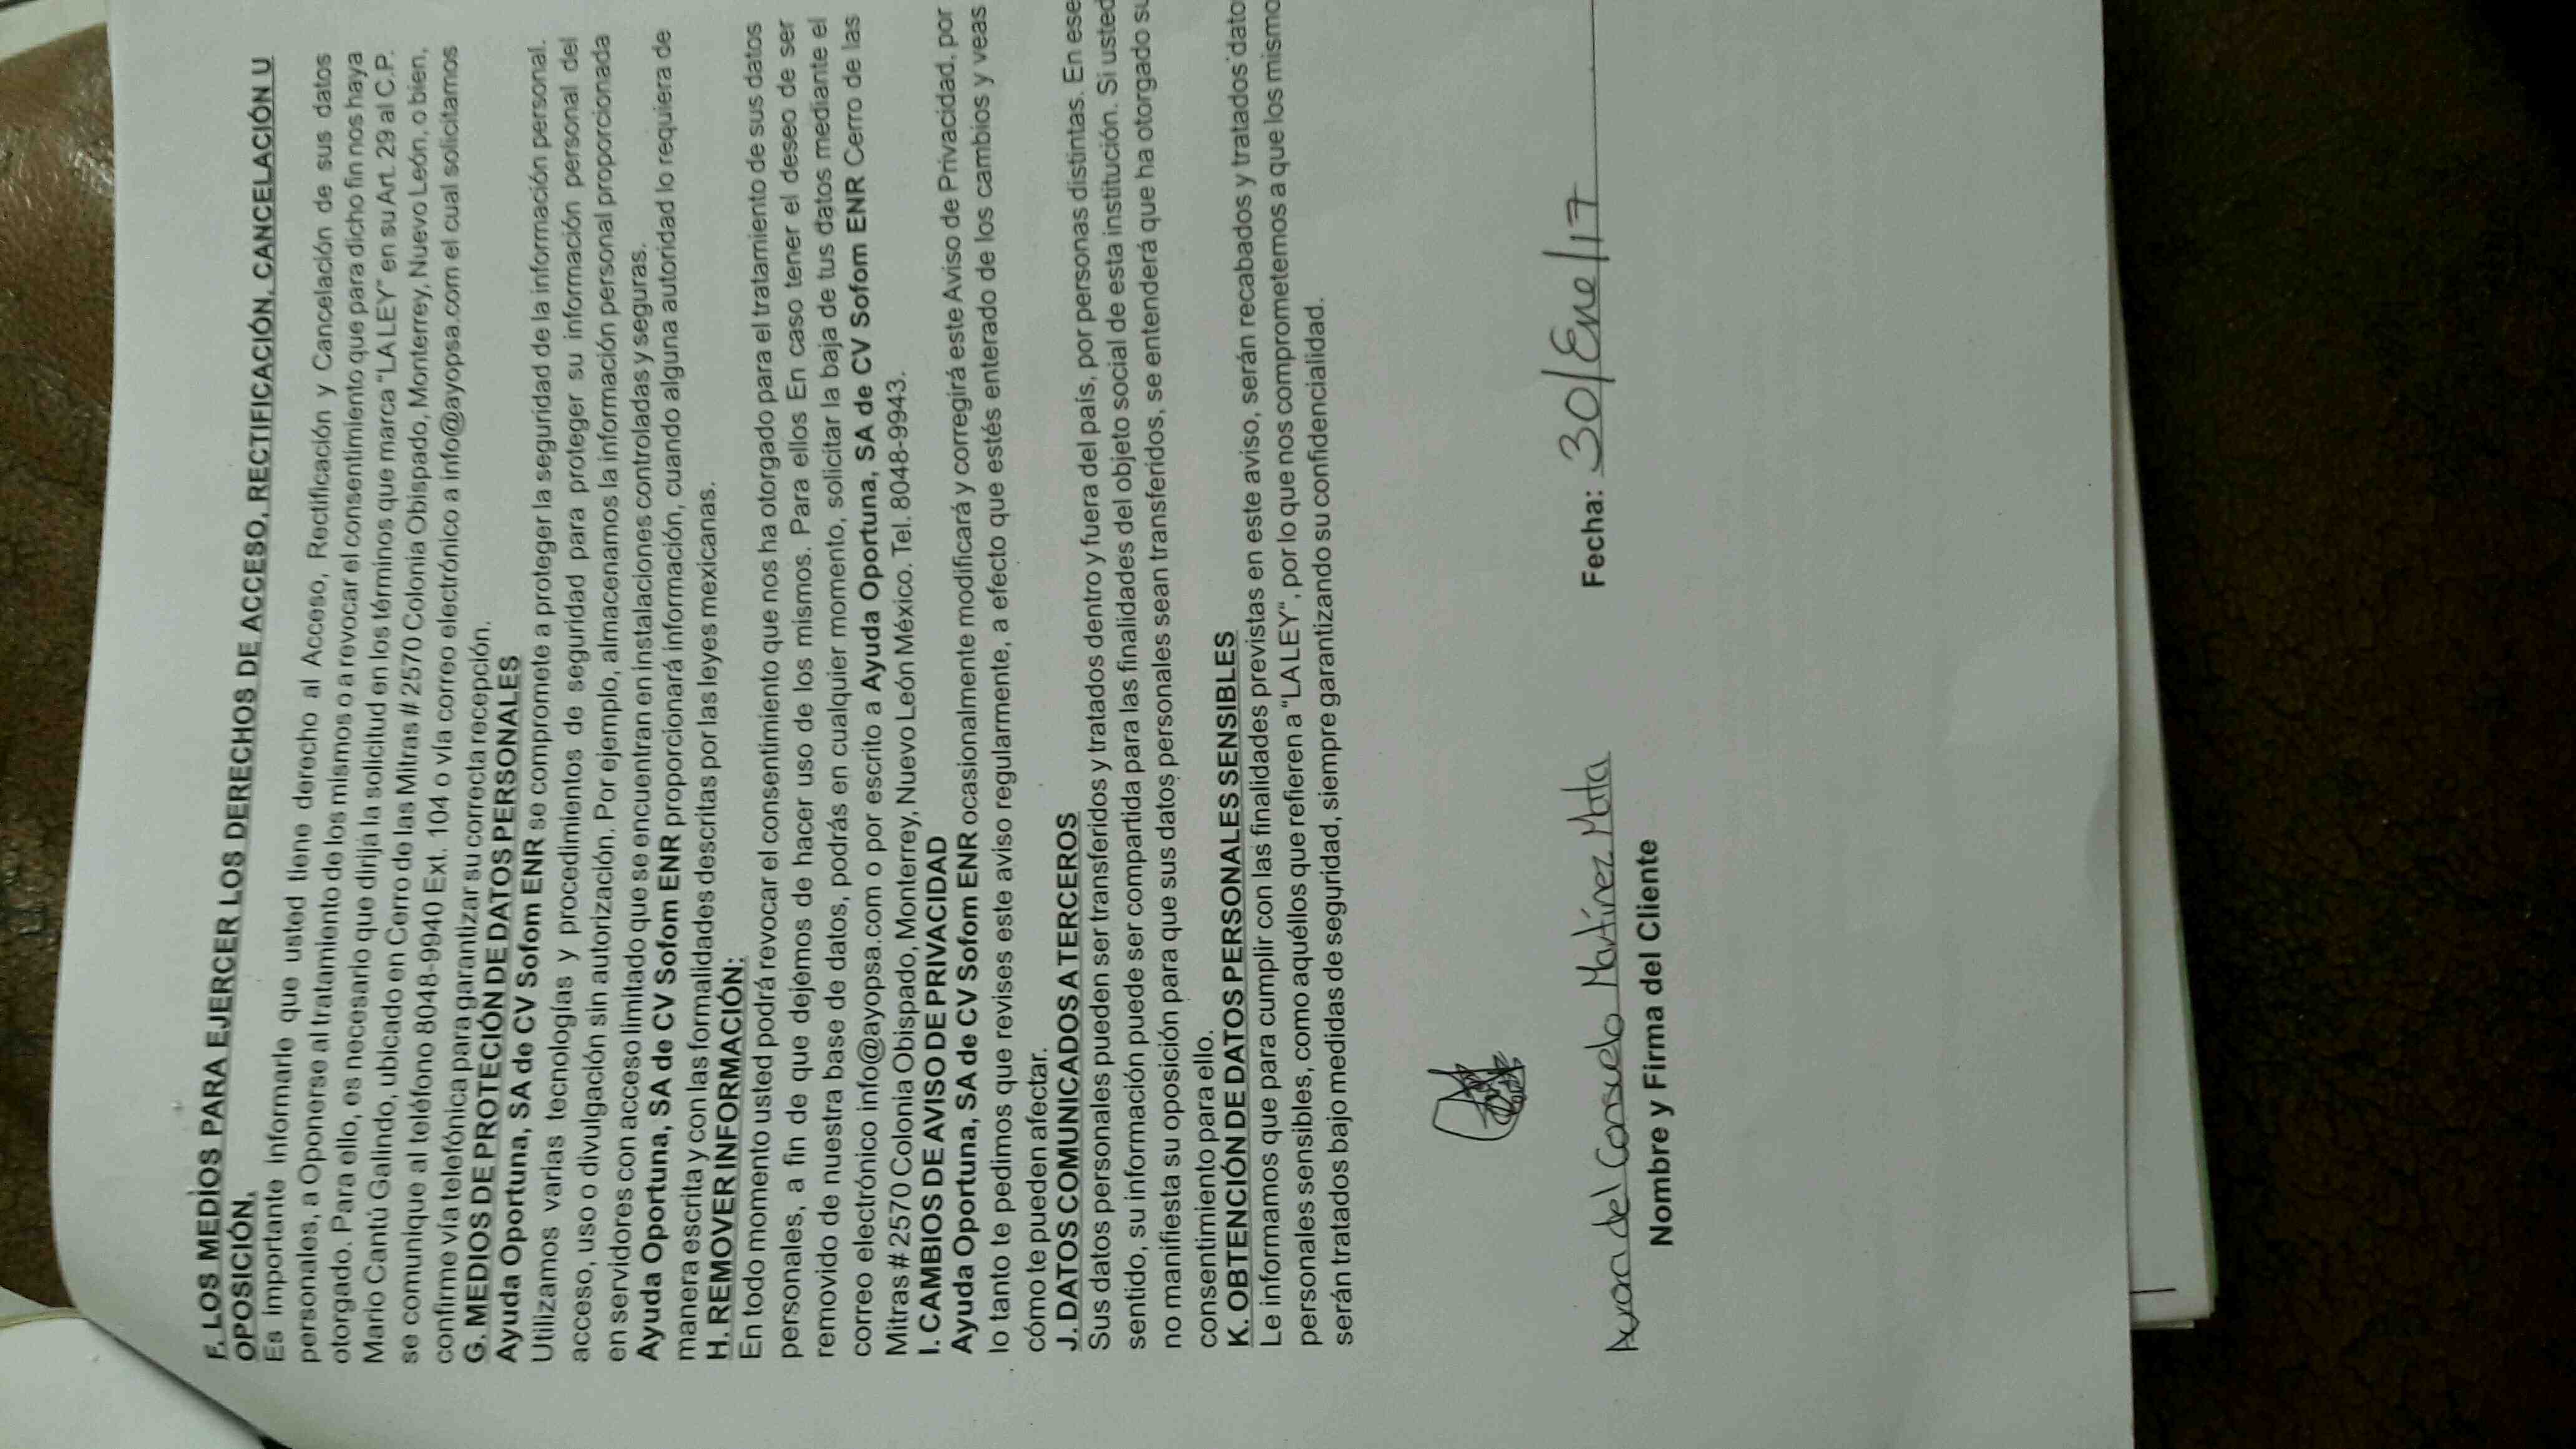 F. LOS MEDIOS PARA EJERCER LOS DERECHOS DE ACCESO, RECTIFICACIÓN, CANCELACIÓN U
OPOSICIÓN.
Es importante informarle que usted tiene derecho al Acceso, Rectificación y Cancelación de sus datos
personales, a Oponerse al tratamiento de los mismos o a revocar el consentimiento que para dicho fin nos haya
otorgado. Para ello, es necesario que dirija la solicitud en los términos que marca "LA LEY" en su Art. 29 al C.P.
Mario Cantú Galindo, ubicado en Cerro de las Mitras # 2570 Colonia Obispado, Monterrey, Nuevo León, o bien,
se comunique al teléfono 8048-9940 Ext. 104 o vía correo electrónico a info@ayopsa.com el cual solicitamos
confirme vía telefónica para garantizar su correcta recepción.
G. MEDIOS DE PROTECIÓN DE DATOS PERSONALES
Ayuda Oportuna, SA de CV Sofom ENR se compromete a proteger la seguridad de la información personal.
Utilizamos varias tecnologías y procedimientos de seguridad para proteger su información personal del
acceso, uso o divulgación sin autorización. Por ejemplo, almacenamos la información personal proporcionada
en servidores con acceso limitado que se encuentran en instalaciones controladas y seguras.
Ayuda Oportuna, SA de CV Sofom ENR proporcionará información, cuando alguna autoridad lo requiera de
manera escrita y con las formalidades descritas por las leyes mexicanas.
H. REMOVER INFORMACIÓN:
En todo momento usted podrá revocar el consentimiento que nos ha otorgado para el tratamiento de sus datos
personales, a fin de que dejemos de hacer uso de los mismos. Para ellos En caso tener el deseo de ser
removido de nuestra base de datos, podrás en cualquier momento, solicitar la baja de tus datos mediante el
correo electrónico info@ayopsa.com o por escrito a Ayuda Oportuna, SA de CV Sofom ENR Cerro de las
Mitras # 2570 Colonia Obispado, Monterrey, Nuevo León México. Tel. 8048-9943.
I. CAMBIOS DE AVISO DE PRIVACIDAD
Ayuda Oportuna, SA de CV Sofom ENR ocasionalmente modificará y corregirá este Aviso de Privacidad, por
lo tanto te pedimos que revises este aviso regularmente, a efecto que estés enterado de los cambios y veas
cómo te pueden afectar.
J. DATOS COMUNICADOS A TERCEROS
Sus datos personales pueden ser transferidos y tratados dentro y fuera del país, por personas distintas. En ese
sentido, su información puede ser compartida para las finalidades del objeto social de esta institución. Si usted
no manifiesta su oposición para que sus datos personales sean transferidos, se entenderá que ha otorgado su
consentimiento para ello.
K. OBTENCIÓN DE DATOS PERSONALES SENSIBLES
Le informamos que para cumplir con las finalidades previstas en este aviso, serán recabados y tratados dato
personales sensibles, como aquéllos que refieren a "LA LEY", por lo que nos comprometemos a que los mismo
serán tratados bajo medidas de seguridad, siempre garantizando su confidencialidad.
del Consuelo Martínez Mata Fecha: 30/Ene/17
Nombre y Firma del Cliente